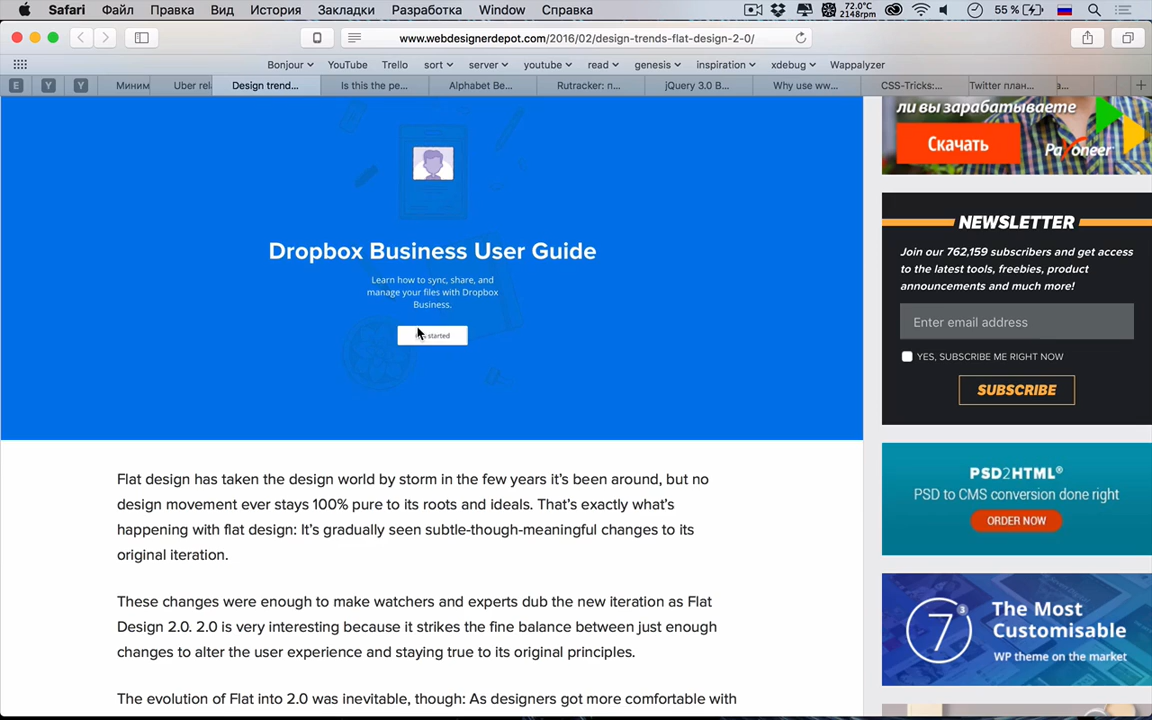 Safari Файл Правка Вид История Закладки Разработка Window Справка 72.0°C 2148rpm 55 %
www.webdesignerdepot.com/2016/02/design-trends-flat-design-2-0/
Bonjour YouTube Trello sort server youtube read genesis inspiration xdebug Wappalyzer
E Y Y Миним Uber rel Design trend... Is this the pe... Alphabet Be... Rutracker: n... jQuery 3.0 B... Why use ww... CSS-Tricks:... Twitter план...
ли вы зарабатываете
Скачать
Payoneer
Dropbox Business User Guide
Learn how to sync, share, and
manage your files with Dropbox
Business.
started
NEWSLETTER
Join our 762,159 subscribers and get access
to the latest tools, freebies, product
announcements and much more!
Enter email address
YES, SUBSCRIBE ME RIGHT NOW
SUBSCRIBE
PSD2HTML®
PSD to CMS conversion done right
ORDER NOW
7 3
The Most
Customisable
WP theme on the market
Flat design has taken the design world by storm in the few years it's been around, but no
design movement ever stays 100% pure to its roots and ideals. That's exactly what's
happening with flat design: It's gradually seen subtle-though-meaningful changes to its
original iteration.
These changes were enough to make watchers and experts dub the new iteration as Flat
Design 2.0. 2.0 is very interesting because it strikes the fine balance between just enough
changes to alter the user experience and staying true to its original principles.
The evolution of Flat into 2.0 was inevitable, though: As designers got more comfortable with